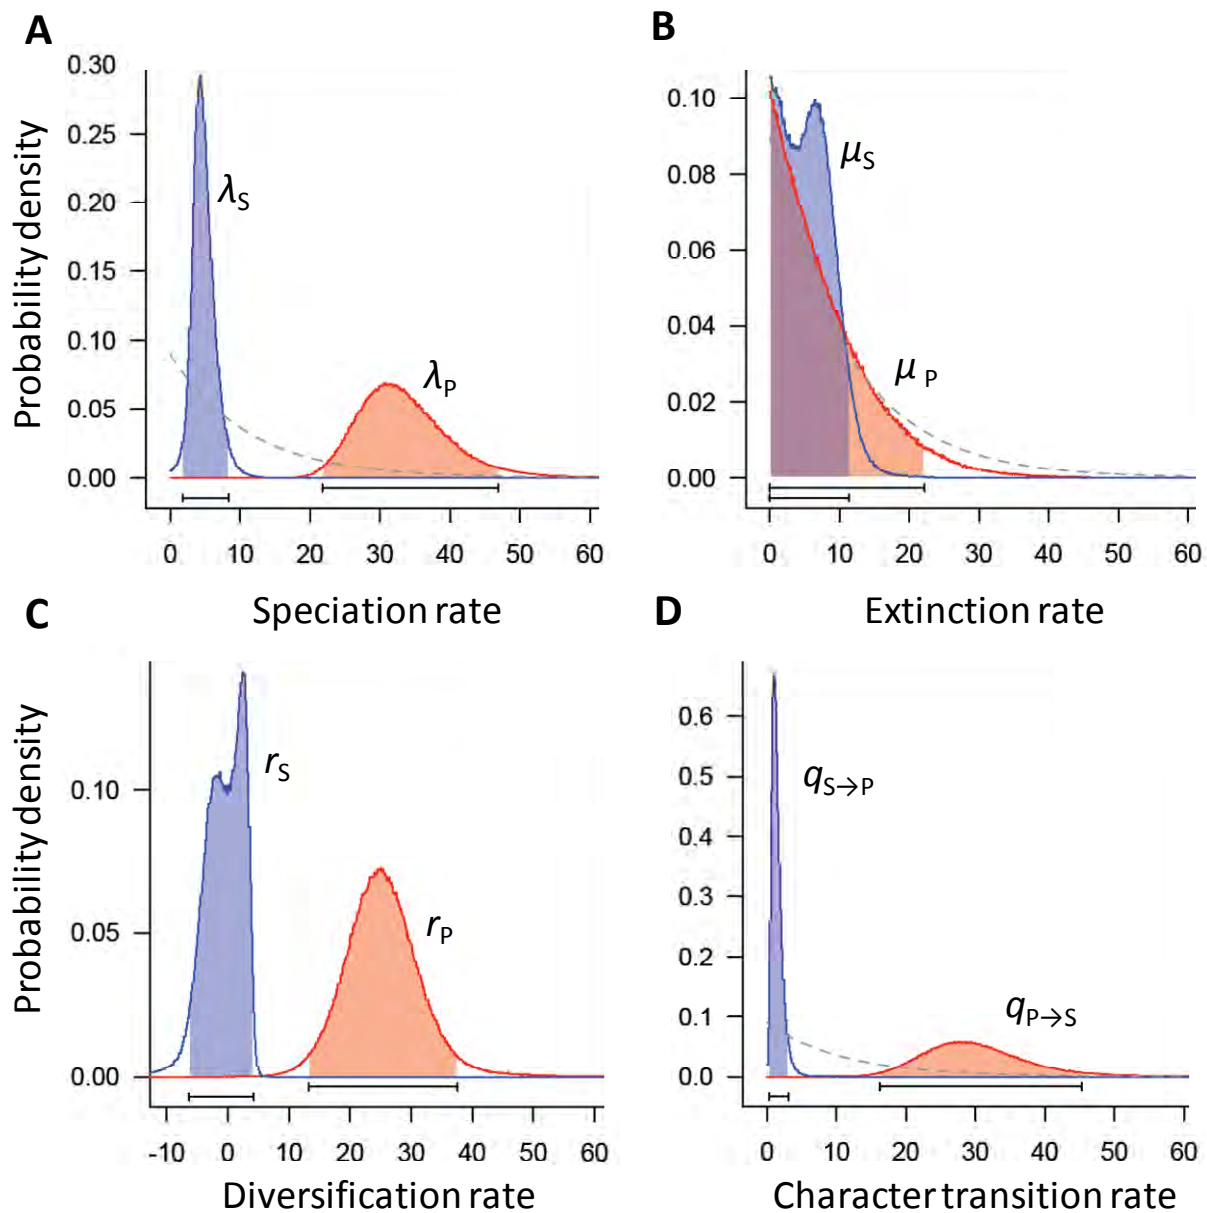 A
Probability density
0.30
0.25
0.20
0.15
0.10
0.05
0.00
λS
λP
0 10 20 30 40 50 60
Speciation rate
B
0.10
0.08
0.06
0.04
0.02
0.00
μS
μ P
0 10 20 30 40 50 60
Extinction rate
C
Probability density
0.10
0.05
0.00
rS
rP
-10 0 10 20 30 40 50 60
Diversification rate
D
0.6
0.5
0.4
0.3
0.2
0.1
0.0
qS→P
qP→S
0 10 20 30 40 50 60
Character transition rate